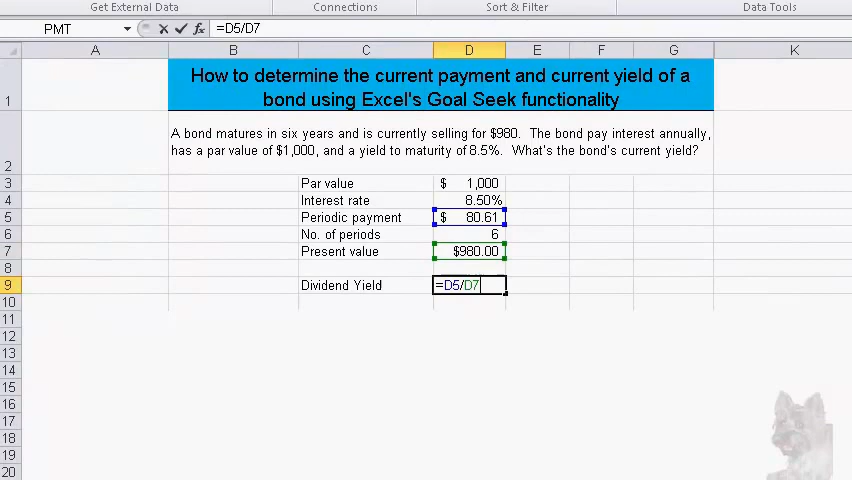 Get External Data Connections Sort & Filter Data Tools
PMT fx =D5/D7
A B C D E F G K
1 How to determine the current payment and current yield of a
bond using Excel's Goal Seek functionality
A bond matures in six years and is currently selling for $980. The bond pay interest annually,
2 has a par value of $1,000, and a yield to maturity of 8.5%. What's the bond's current yield?
3 Par value $ 1,000
4 Interest rate 8.50%
5 Periodic payment $ 80.61
6 No. of periods 6
7 Present value $980.00
8
9 Dividend Yield =D5/D7
10
11
12
13
14
15
16
17
18
19
20